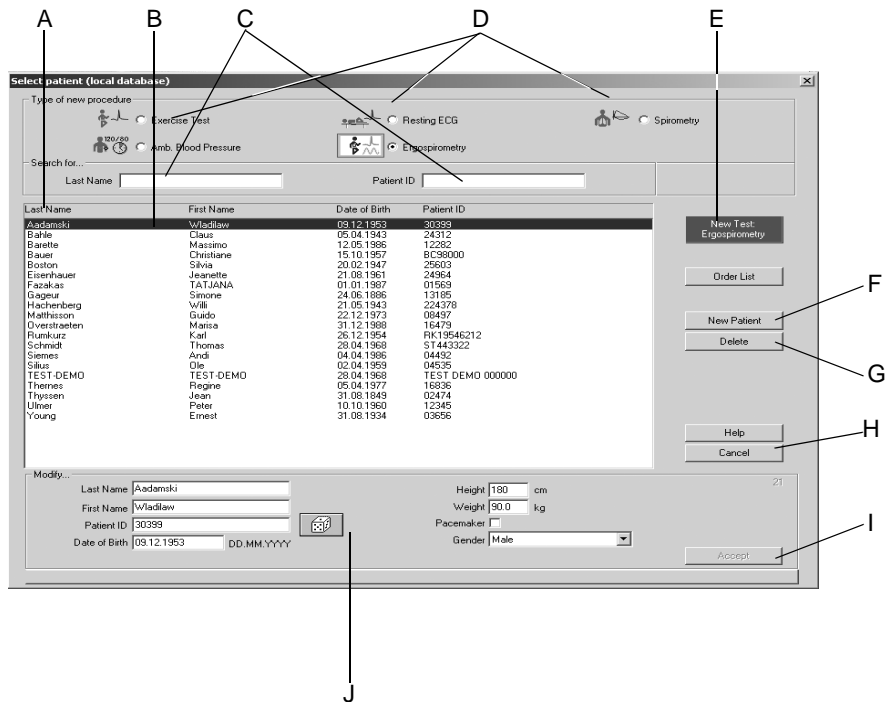 A B C D E
Select patient (local database)
Type of new procedure
Exercise Test Resting ECG Spirometry
120/80 Amb. Blood Pressure Ergospirometry
Search for...
Last Name Patient ID
Last Name First Name Date of Birth Patient ID
Aadamski Wladilaw 09.12.1953 30399
Bahle Claus 05.04.1943 24312
Barette Massimo 12.05.1986 12282
Bauer Christiane 15.10.1957 BC98000
Boston Silvia 20.02.1947 25603
Eisenhauer Jeanette 21.08.1961 24964
Fazakas TATJANA 01.01.1987 01569
Gageur Simone 24.06.1886 13185
Hachenberg Willi 21.05.1943 224378
Matthisson Guido 22.12.1973 08497
Overstraeten Marisa 31.12.1988 16479
Rumkurz Karl 26.12.1954 RK19546212
Schmidt Thomas 28.04.1968 ST443322
Siemes Andi 04.04.1986 04492
Silius Ole 02.04.1959 04535
TEST-DEMO TEST-DEMO 28.04.1968 TEST DEMO 000000
Thernes Regine 05.04.1977 16836
Thyssen Jean 31.08.1849 02474
Ulmer Peter 10.10.1960 12345
Young Ernest 31.08.1934 03656
New Test:
Ergospirometry
Order List
New Patient
Delete
Help
Cancel
F
G
H
I
Modify...
21
Last Name Aadamski Height 180 cm
First Name Wladilaw Weight 90.0 kg
Patient ID 30399 Pacemaker
Date of Birth 09.12.1953 DD.MM.YYYY Gender Male
Accept
J